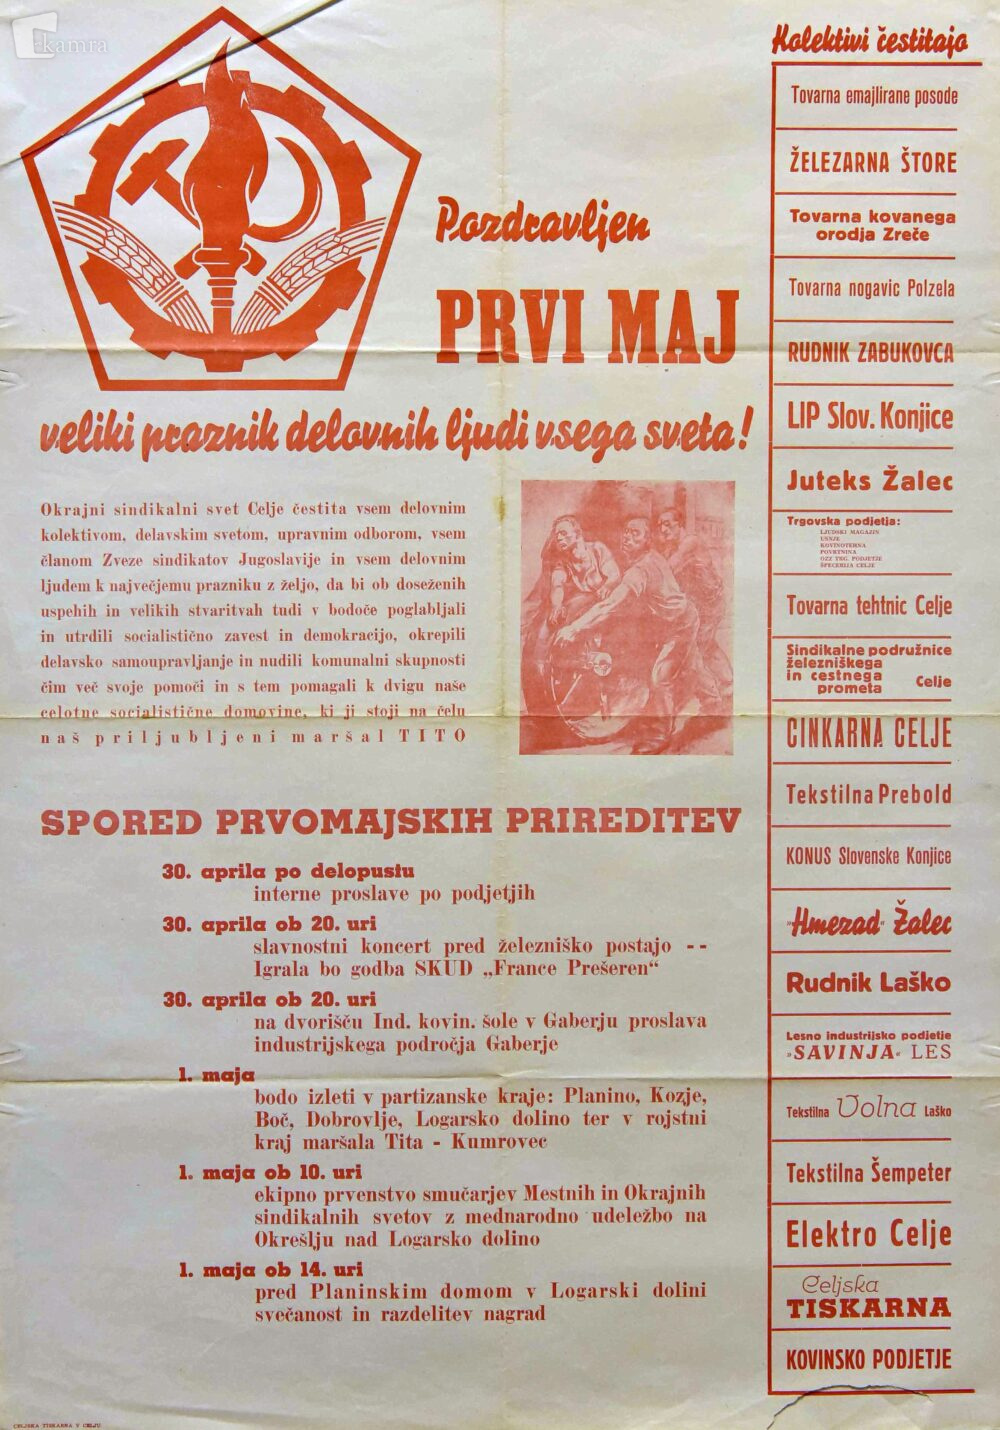 kamra
Pozdravljen
PRVI MAJ
veliki praznik delovnih ljudi vsega sveta!
Okrajni sindikalni svet Celje čestita vsem delovnim
kolektivom, delavskim svetom, upravnim odborom, vsem
članom Zveze sindikatov Jugoslavije in vsem delovnim
ljudem k največjemu prazniku z željo, da bi ob doseženih
uspehih in velikih stvaritvah tudi v bodoče poglabljali
in utrdili socialistično zavest in demokracijo, okrepili
delavsko samoupravljanje in nudili komunalni skupnosti
čim več svoje pomoči in s tem pomagali k dvigu naše
celotne socialistične domovine, ki ji stoji na čelu
naš priljubljeni maršal TITO
SPORED PRVOMAJSKIH PRIREDITEV
30. aprila po delopustu
interne proslave po podjetjih
30. aprila ob 20. uri
slavnostni koncert pred železniško postajo --
Igrala bo godba SKUD „France Prešeren“
30. aprila ob 20. uri
na dvorišču Ind. kovin. šole v Gaberju proslava
industrijskega področja Gaberje
1. maja
bodo izleti v partizanske kraje: Planino, Kozje,
Boč, Dobrovlje, Logarsko dolino ter v rojstni
kraj maršala Tita - Kumrovec
1. maja ob 10. uri
ekipno prvenstvo smučarjev Mestnih in Okrajnih
sindikalnih svetov z mednarodno udeležbo na
Okrešlju nad Logarsko dolino
1. maja ob 14. uri
pred Planinskim domom v Logarski dolini
svečanost in razdelitev nagrad
Kolektivi čestitajo
Tovarna emajlirane posode
ŽELEZARNA ŠTORE
Tovarna kovanega
orodja Zreče
Tovarna nogavic Polzela
RUDNIK ZABUKOVCA
LIP Slov. Konjice
Juteks Žalec
Trgovska podjetja:
LJUDSKI MAGAZIN
USNJE
KOVINOTEHNA
POVRTNINA
OZZ TRG. PODJETJE
ŠPECERIJA CELJE
Tovarna tehtnic Celje
Sindikalne podružnice
železniškega
in cestnega
prometa Celje
CINKARNA CELJE
Tekstilna Prebold
KONUS Slovenske Konjice
»Hmezad« Žalec
Rudnik Laško
Lesno industrijsko podjetje
»SAVINJA« LES
Tekstilna Volna Laško
Tekstilna Šempeter
Elektro Celje
Celjska
TISKARNA
KOVINSKO PODJETJE
CELJSKA TISKARNA V CELJU